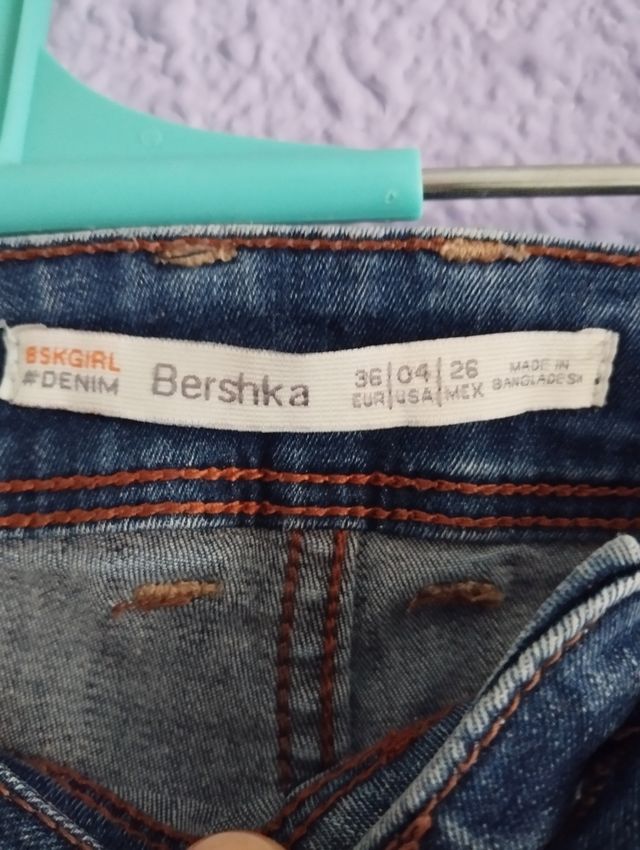 BSKGIRL
#DENIM
Bershka
36|04|26
EUR|USA|MEX
MADE IN
BANGLADESH